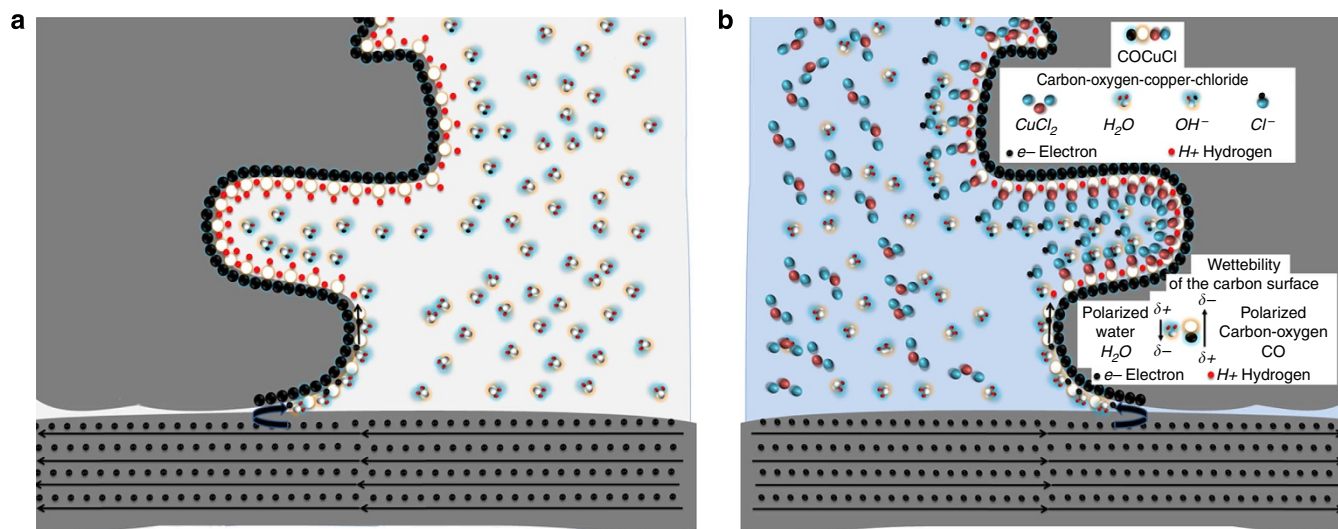 a
b
COCuCl
Carbon-oxygen-copper-chloride
CuCl2 H2O OH− Cl−
e− Electron H+ Hydrogen
Wettebility
of the carbon surface
Polarized
water
H2O
δ+
δ−
δ−
δ+
Polarized
Carbon-oxygen
CO
e− Electron H+ Hydrogen